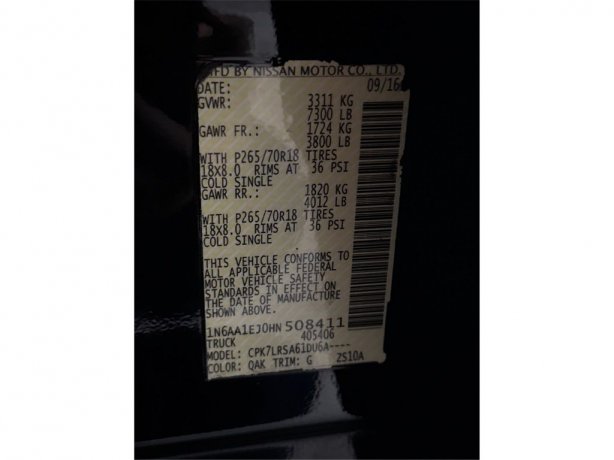 MFD BY NISSAN MOTOR CO., LTD.
DATE: 09/16
GVWR: 3311 KG
7300 LB
GAWR FR.: 1724 KG
3800 LB
WITH P265/70R18 TIRES
18X8.0 RIMS AT 36 PSI
COLD SINGLE
GAWR RR.: 1820 KG
4012 LB
WITH P265/70R18 TIRES
18X8.0 RIMS AT 36 PSI
COLD SINGLE
THIS VEHICLE CONFORMS TO
ALL APPLICABLE FEDERAL
MOTOR VEHICLE SAFETY
STANDARDS IN EFFECT ON
THE DATE OF MANUFACTURE
SHOWN ABOVE.
1N6AA1EJ0HN508411
TRUCK 405406
MODEL: CPK7LRSA61DU6A----
COLOR: QAK TRIM: G ZS10A